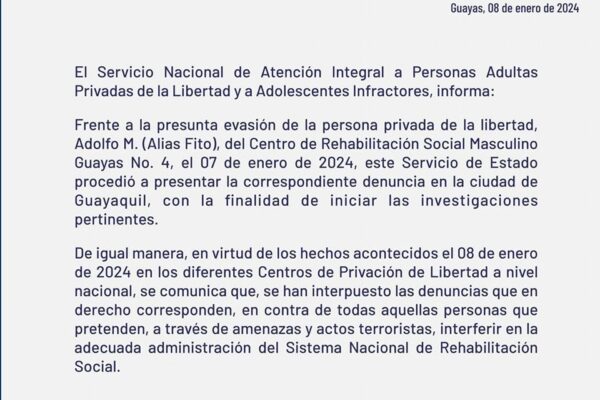 Guayas, 08 de enero de 2024
El Servicio Nacional de Atención Integral a Personas Adultas
Privadas de la Libertad y a Adolescentes Infractores, informa:
Frente a la presunta evasión de la persona privada de la libertad,
Adolfo M. (Alias Fito), del Centro de Rehabilitación Social Masculino
Guayas No. 4, el 07 de enero de 2024, este Servicio de Estado
procedió a presentar la correspondiente denuncia en la ciudad de
Guayaquil, con la finalidad de iniciar las investigaciones
pertinentes.
De igual manera, en virtud de los hechos acontecidos el 08 de enero
de 2024 en los diferentes Centros de Privación de Libertad a nivel
nacional, se comunica que, se han interpuesto las denuncias que en
derecho corresponden, en contra de todas aquellas personas que
pretenden, a través de amenazas y actos terroristas, interferir en la
adecuada administración del Sistema Nacional de Rehabilitación
Social.